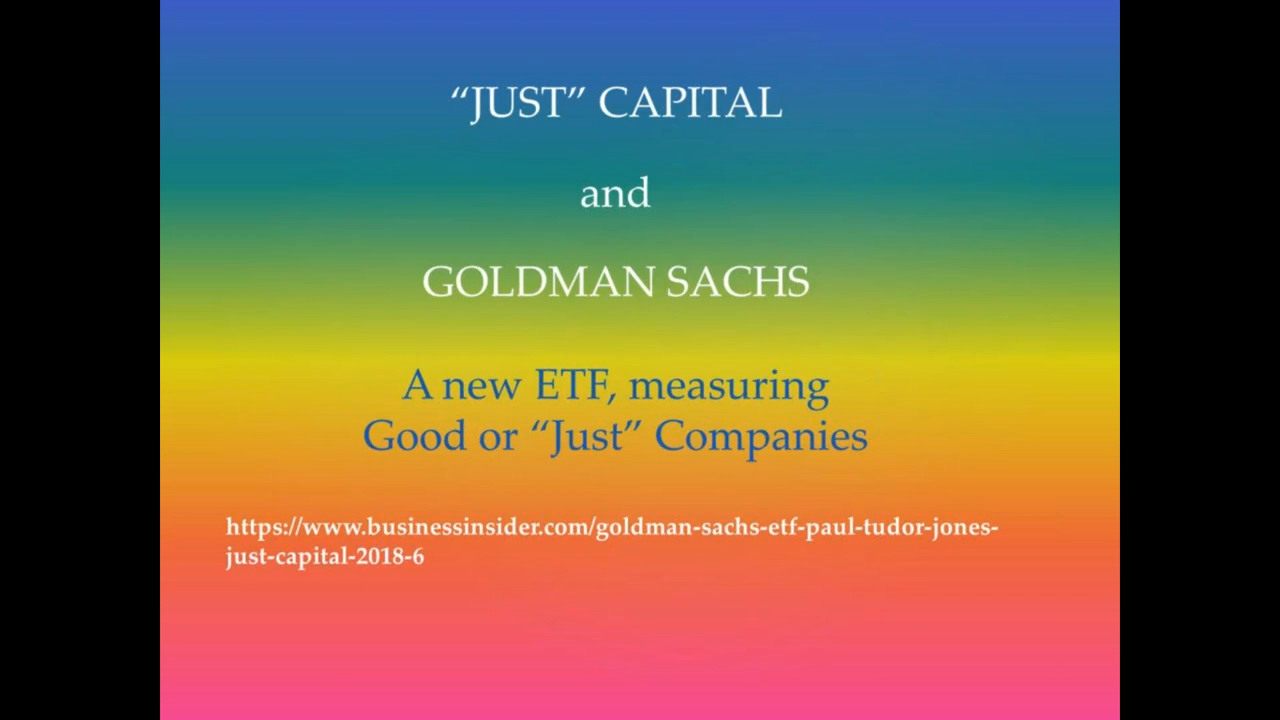 “JUST” CAPITAL
and
GOLDMAN SACHS
A new ETF, measuring
Good or “Just” Companies
https://www.businessinsider.com/goldman-sachs-etf-paul-tudor-jones-
just-capital-2018-6